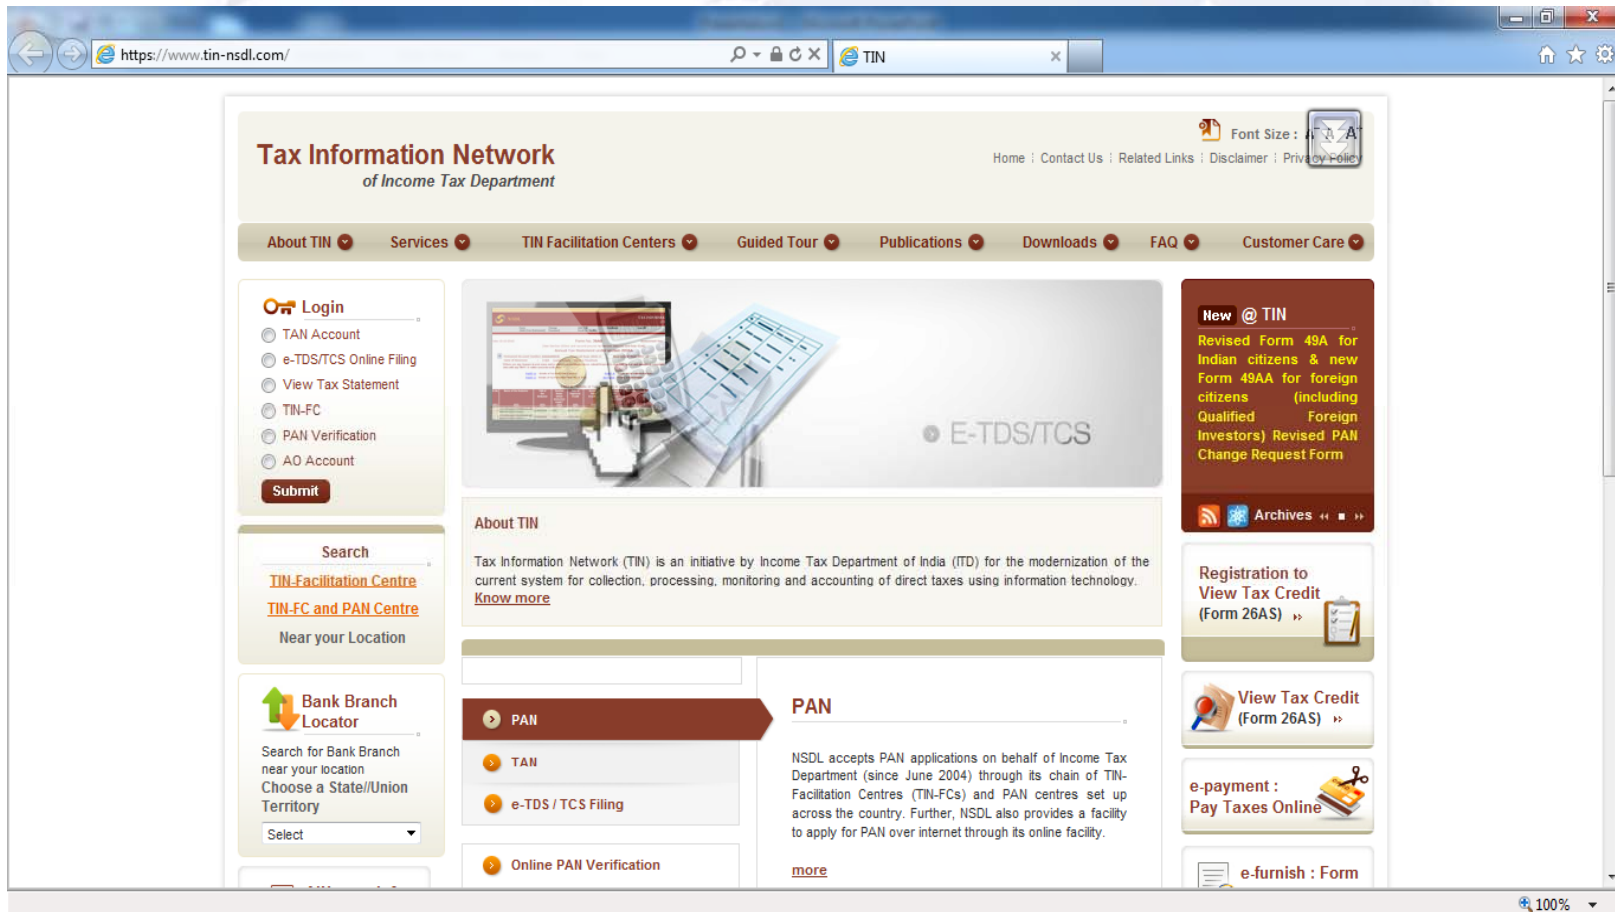 https://www.tin-nsdl.com/
TIN
Font Size :
Tax Information Network
of Income Tax Department
Home Contact Us Related Links Disclaimer Privacy Policy
About TIN Services TIN Facilitation Centers Guided Tour Publications Downloads FAQ Customer Care
Login
TAN Account
e-TDS/TCS Online Filing
View Tax Statement
TIN-FC
PAN Verification
AO Account
Submit
Search
TIN-Facilitation Centre
TIN-FC and PAN Centre
Near your Location
Bank Branch
Locator
Search for Bank Branch
near your location
Choose a State//Union
Territory
Select
E-TDS/TCS
About TIN
Tax Information Network (TIN) is an initiative by Income Tax Department of India (ITD) for the modernization of the
current system for collection, processing, monitoring and accounting of direct taxes using information technology.
Know more
PAN
TAN
e-TDS / TCS Filing
Online PAN Verification
PAN
NSDL accepts PAN applications on behalf of Income Tax
Department (since June 2004) through its chain of TIN-
Facilitation Centres (TIN-FCs) and PAN centres set up
across the country. Further, NSDL also provides a facility
to apply for PAN over internet through its online facility.
more
New @ TIN
Revised Form 49A for
Indian citizens & new
Form 49AA for foreign
citizens (including
Qualified Foreign
Investors) Revised PAN
Change Request Form
Archives
Registration to
View Tax Credit
(Form 26AS)
View Tax Credit
(Form 26AS)
e-payment :
Pay Taxes Online
e-furnish : Form
100%